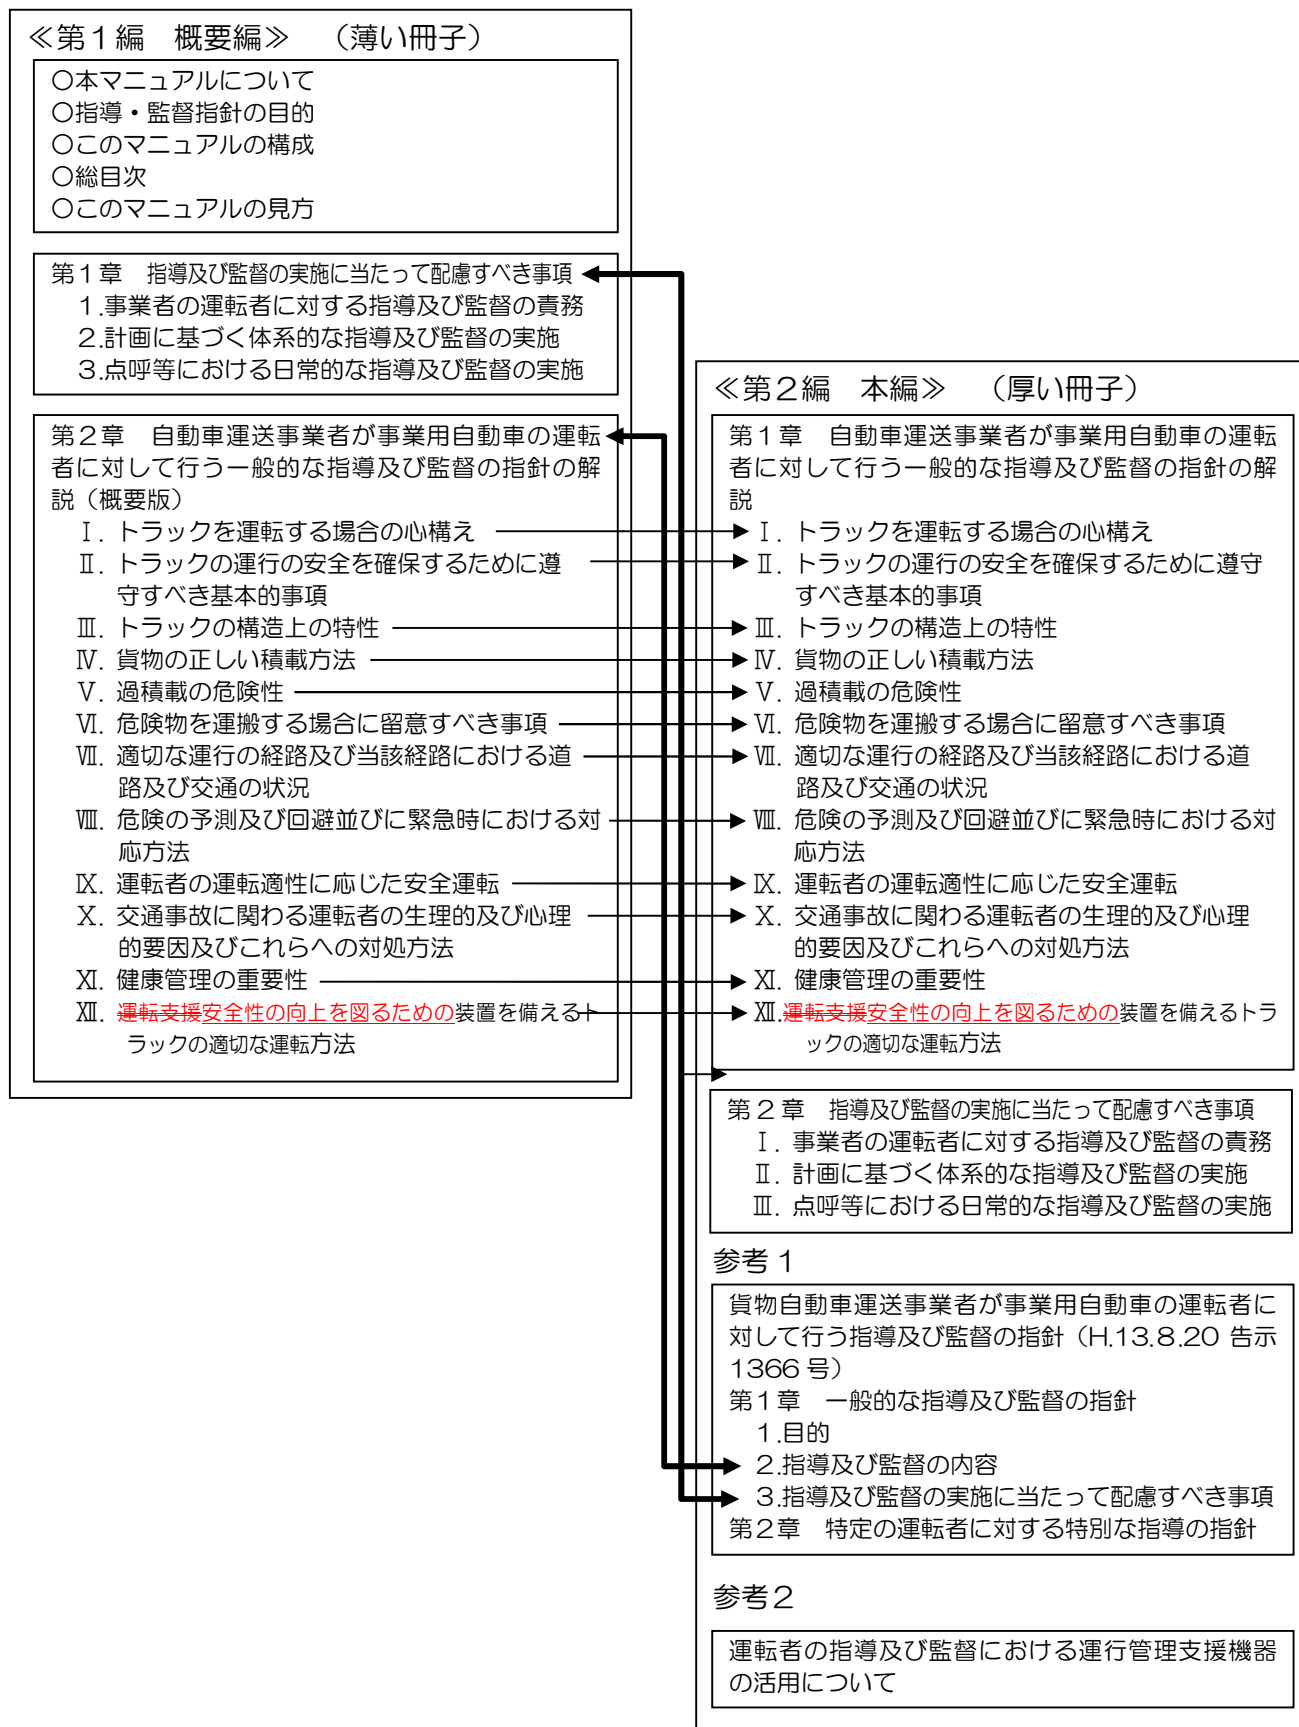 ≪第1編　概要編≫　（薄い冊子）
○本マニュアルについて
○指導・監督指針の目的
○このマニュアルの構成
○総目次
○このマニュアルの見方
第1章　指導及び監督の実施に当たって配慮すべき事項
1.事業者の運転者に対する指導及び監督の責務
2.計画に基づく体系的な指導及び監督の実施
3.点呼等における日常的な指導及び監督の実施
第2章　自動車運送事業者が事業用自動車の運転
者に対して行う一般的な指導及び監督の指針の解
説（概要版）
Ⅰ. トラックを運転する場合の心構え
Ⅱ. トラックの運行の安全を確保するために遵
守すべき基本的事項
Ⅲ. トラックの構造上の特性
Ⅳ. 貨物の正しい積載方法
Ⅴ. 過積載の危険性
Ⅵ. 危険物を運搬する場合に留意すべき事項
Ⅶ. 適切な運行の経路及び当該経路における道
路及び交通の状況
Ⅷ. 危険の予測及び回避並びに緊急時における対
応方法
Ⅸ. 運転者の運転適性に応じた安全運転
Ⅹ. 交通事故に関わる運転者の生理的及び心理
的要因及びこれらへの対処方法
Ⅺ. 健康管理の重要性
Ⅻ. 運転支援安全性の向上を図るための装置を備えるト
ラックの適切な運転方法
≪第2編　本編≫　（厚い冊子）
第1章　自動車運送事業者が事業用自動車の運転
者に対して行う一般的な指導及び監督の指針の解
説
Ⅰ. トラックを運転する場合の心構え
Ⅱ. トラックの運行の安全を確保するために遵守
すべき基本的事項
Ⅲ. トラックの構造上の特性
Ⅳ. 貨物の正しい積載方法
Ⅴ. 過積載の危険性
Ⅵ. 危険物を運搬する場合に留意すべき事項
Ⅶ. 適切な運行の経路及び当該経路における道
路及び交通の状況
Ⅷ. 危険の予測及び回避並びに緊急時における対
応方法
Ⅸ. 運転者の運転適性に応じた安全運転
Ⅹ. 交通事故に関わる運転者の生理的及び心理
的要因及びこれらへの対処方法
Ⅺ. 健康管理の重要性
Ⅻ.運転支援安全性の向上を図るための装置を備えるトラ
ックの適切な運転方法
第2章　指導及び監督の実施に当たって配慮すべき事項
Ⅰ. 事業者の運転者に対する指導及び監督の責務
Ⅱ. 計画に基づく体系的な指導及び監督の実施
Ⅲ. 点呼等における日常的な指導及び監督の実施
参考1
貨物自動車運送事業者が事業用自動車の運転者に
対して行う指導及び監督の指針（H.13.8.20 告示
1366号）
第1章　一般的な指導及び監督の指針
1.目的
2.指導及び監督の内容
3.指導及び監督の実施に当たって配慮すべき事項
第2章　特定の運転者に対する特別な指導の指針
参考2
運転者の指導及び監督における運行管理支援機器
の活用について